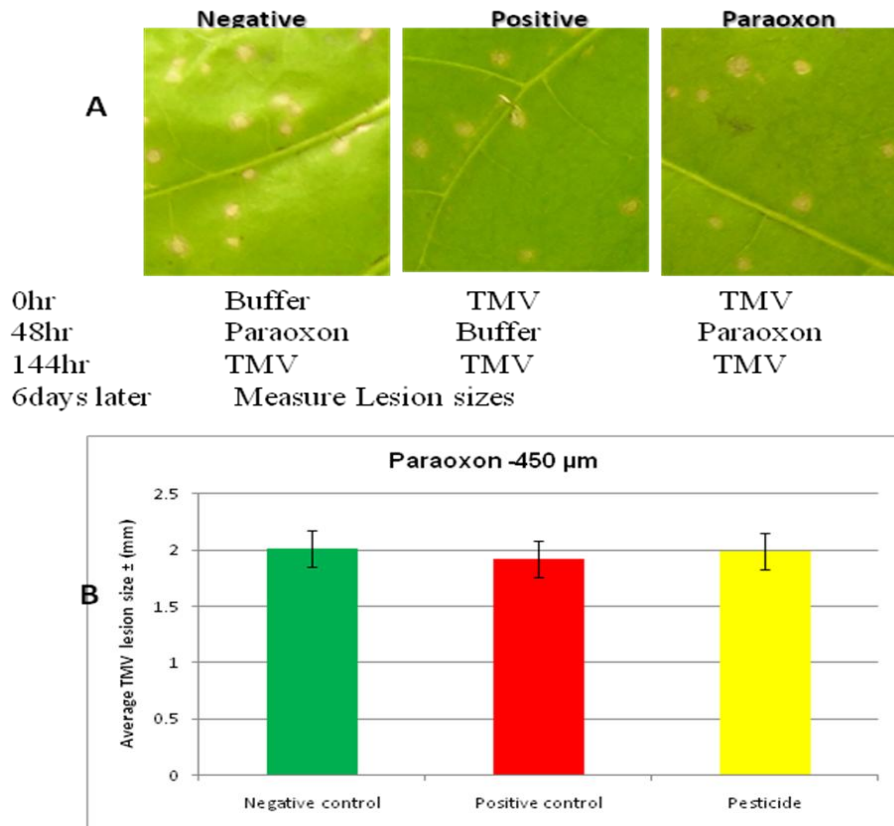 Negative Positive Paraoxon
A
0hr Buffer TMV TMV
48hr Paraoxon Buffer Paraoxon
144hr TMV TMV TMV
6days later Measure Lesion sizes
Paraoxon -450 µm
B
Average TMV lesion size ± (mm)
2.5
2
1.5
1
0.5
0
Negative control Positive control Pesticide